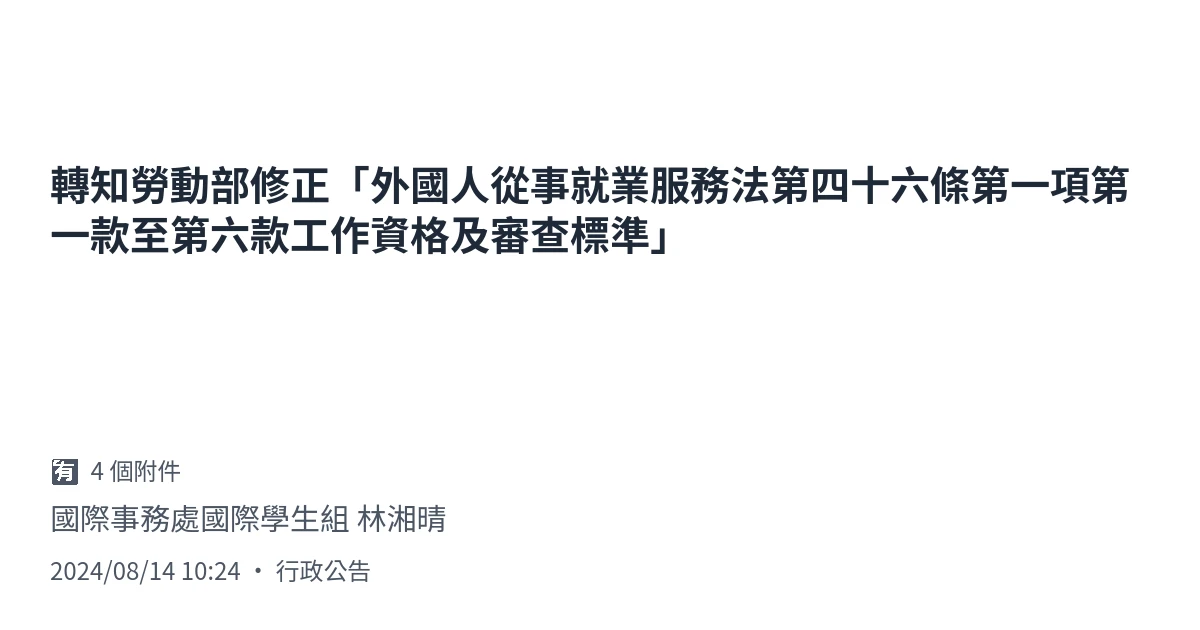 轉知勞動部修正「外國人從事就業服務法第四十六條第一項第
一款至第六款工作資格及審查標準」
有 4 個附件
國際事務處國際學生組 林湘晴
2024/08/14 10:24 • 行政公告